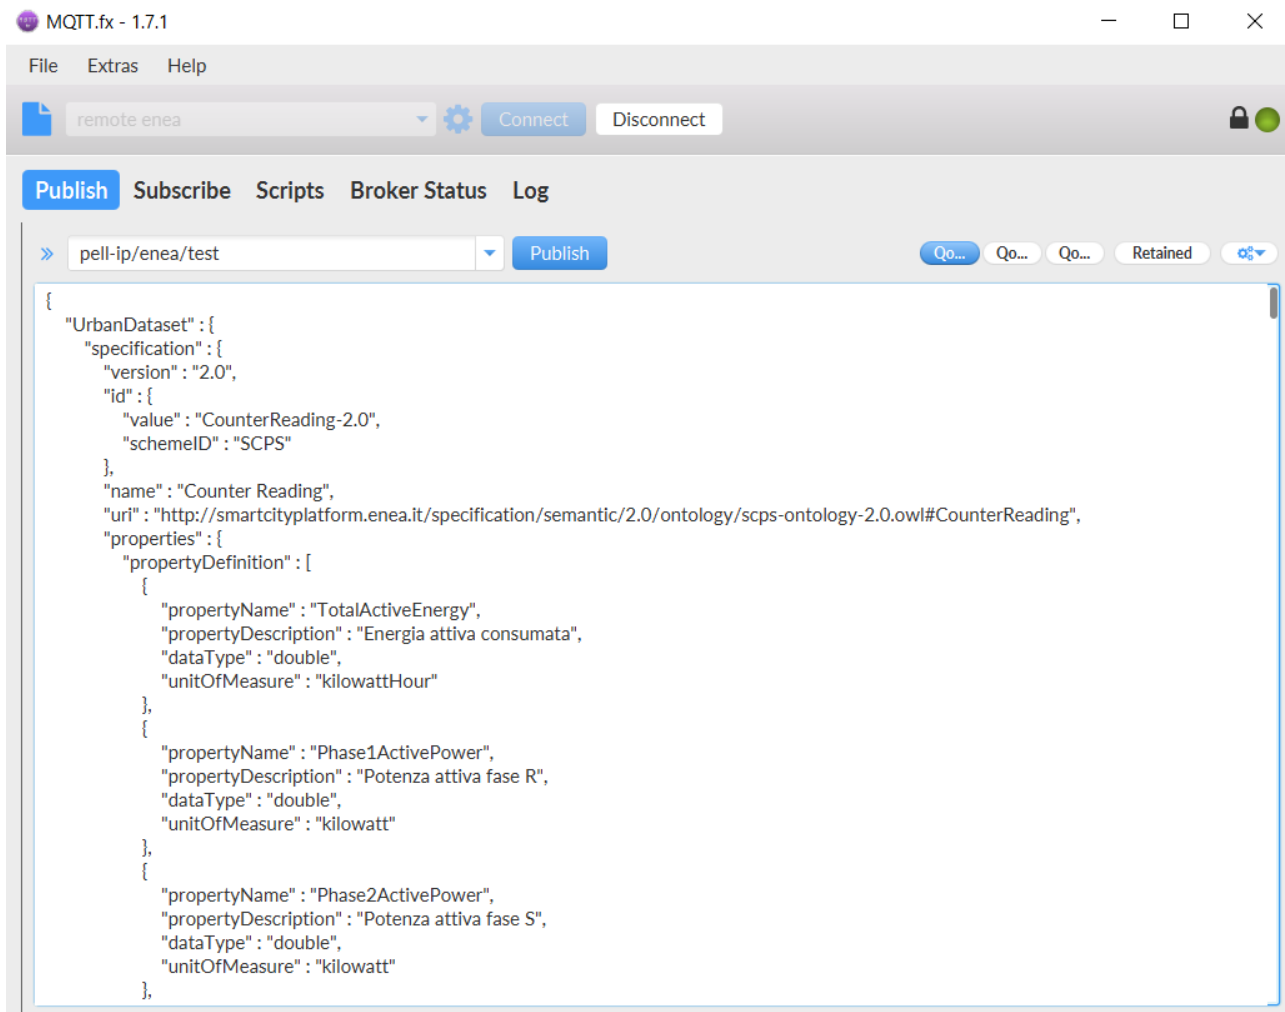 MQTT.fx - 1.7.1
File Extras Help
remote enea Connect Disconnect
Publish Subscribe Scripts Broker Status Log
pell-ip/enea/test Publish Qo... Qo... Qo... Retained
{
"UrbanDataset" : {
"specification" : {
"version" : "2.0",
"id" : {
"value" : "CounterReading-2.0",
"schemeID" : "SCPS"
},
"name" : "Counter Reading",
"uri" : "http://smartcityplatform.enea.it/specification/semantic/2.0/ontology/scps-ontology-2.0.owl#CounterReading",
"properties" : {
"propertyDefinition" : [
{
"propertyName" : "TotalActiveEnergy",
"propertyDescription" : "Energia attiva consumata",
"dataType" : "double",
"unitOfMeasure" : "kilowattHour"
},
{
"propertyName" : "Phase1ActivePower",
"propertyDescription" : "Potenza attiva fase R",
"dataType" : "double",
"unitOfMeasure" : "kilowatt"
},
{
"propertyName" : "Phase2ActivePower",
"propertyDescription" : "Potenza attiva fase S",
"dataType" : "double",
"unitOfMeasure" : "kilowatt"
},